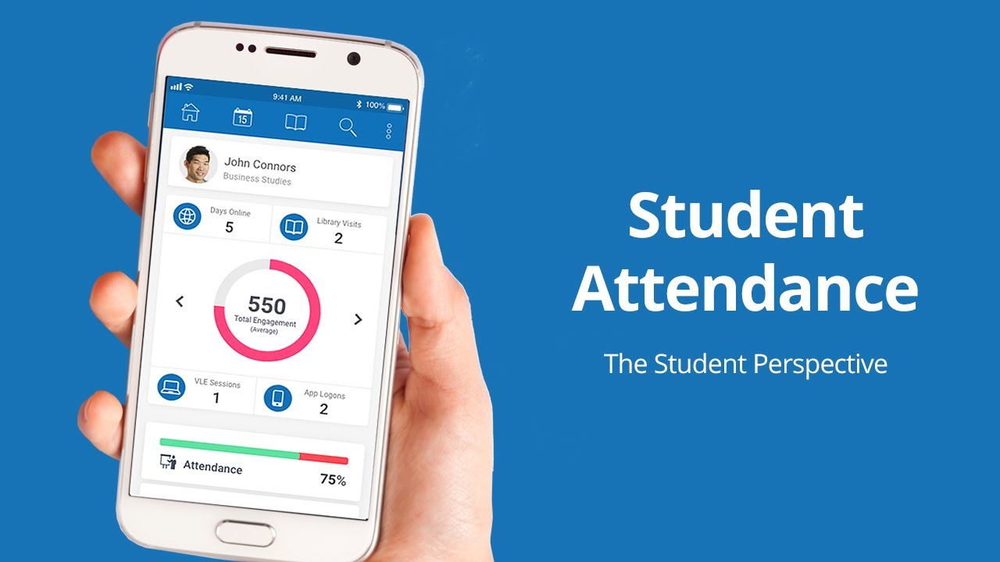 9:41 AM
100%
15
John Connors
Business Studies
Days Online
5
Library Visits
2
550
Total Engagement
(Average)
VLE Sessions
1
App Logons
2
Attendance
75%
Student
Attendance
The Student Perspective